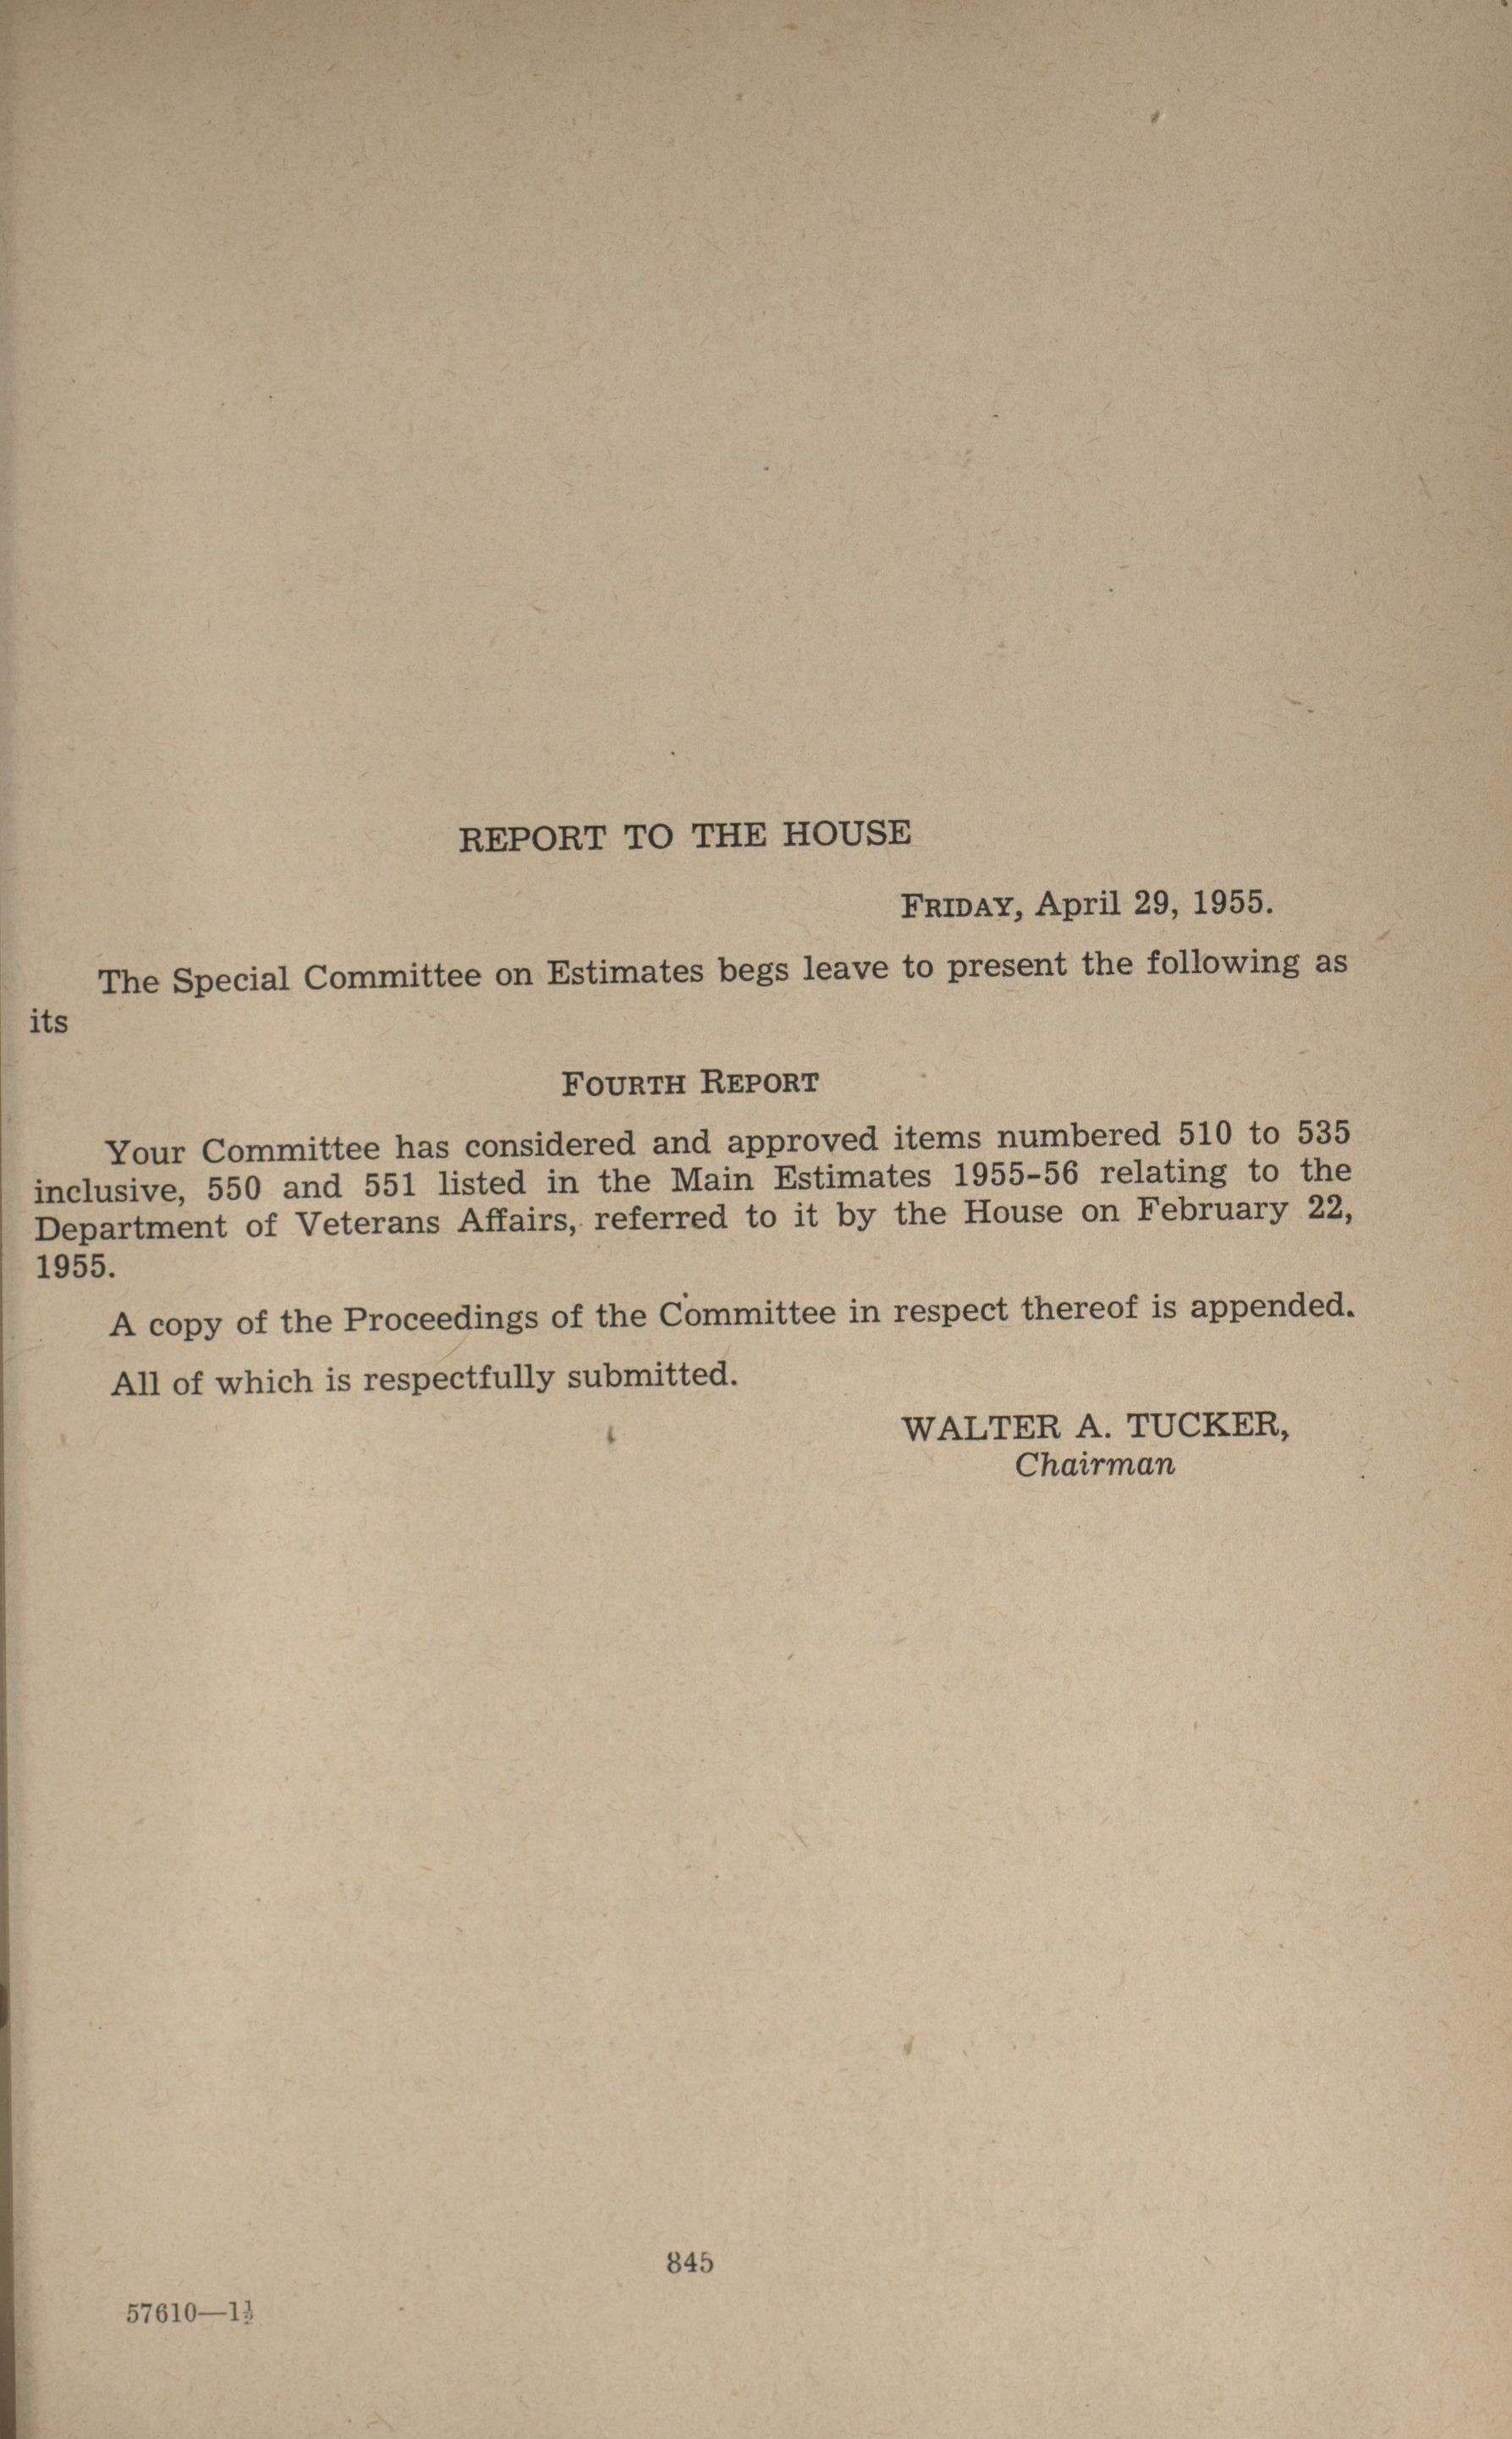 REPORT TO THE HOUSE
FRIDAY, April 29, 1955.
The Special Committee on Estimates begs leave to present the following as
its
FOURTH REPORT
Your Committee has considered and approved items numbered 510 to 535
inclusive, 550 and 551 listed in the Main Estimates 1955-56 relating to the
Department of Veterans Affairs, referred to it by the House on February 22,
1955.
A copy of the Proceedings of the Committee in respect thereof is appended.
All of which is respectfully submitted.
WALTER A. TUCKER,
Chairman
845
57610—1½